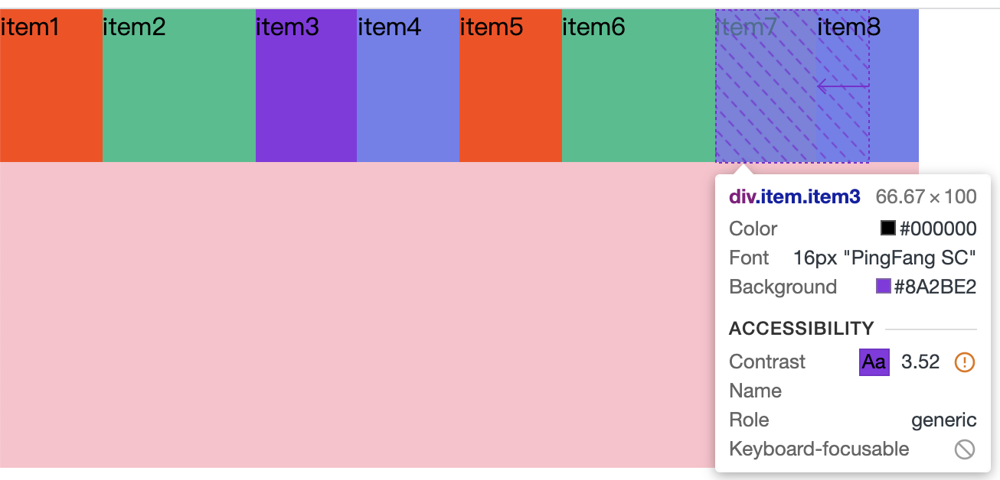 item1 item2 item3 item4 item5 item6 item7 item8
div.item.item3 66.67 × 100
Color #000000
Font 16px "PingFang SC"
Background #8A2BE2
ACCESSIBILITY
Contrast Aa 3.52
Name
Role generic
Keyboard-focusable